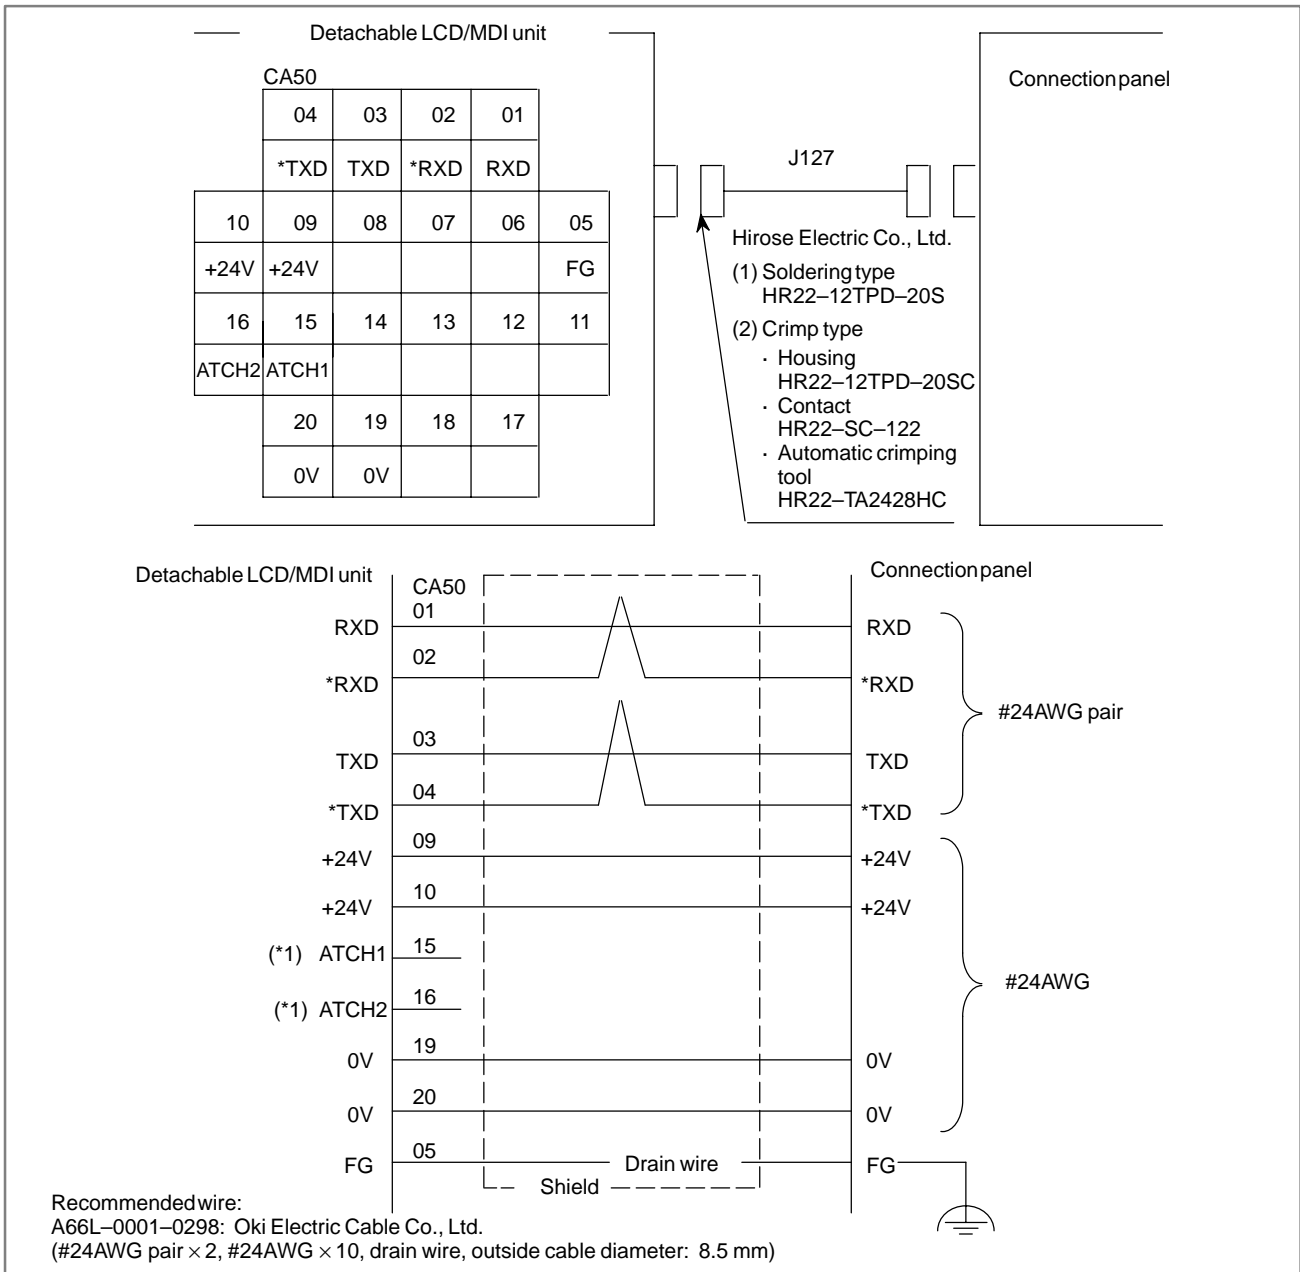 Detachable LCD/MDI unit
Connection panel
CA50
04 03 02 01
*TXD TXD *RXD RXD
10 09 08 07 06 05
+24V +24V FG
16 15 14 13 12 11
ATCH2 ATCH1
20 19 18 17
0V 0V
J127
Hirose Electric Co., Ltd.
(1) Soldering type
HR22–12TPD–20S
(2) Crimp type
· Housing
HR22–12TPD–20SC
· Contact
HR22–SC–122
· Automatic crimping
tool
HR22–TA2428HC
Detachable LCD/MDI unit
CA50
Connection panel
RXD 01 RXD
*RXD 02 *RXD
TXD 03 TXD
*TXD 04 *TXD
#24AWG pair
+24V 09 +24V
+24V 10 +24V
(*1) ATCH1 15
(*1) ATCH2 16
#24AWG
0V 19 0V
0V 20 0V
FG 05 Drain wire FG
Shield
Recommended wire:
A66L–0001–0298: Oki Electric Cable Co., Ltd.
(#24AWG pair × 2, #24AWG × 10, drain wire, outside cable diameter: 8.5 mm)